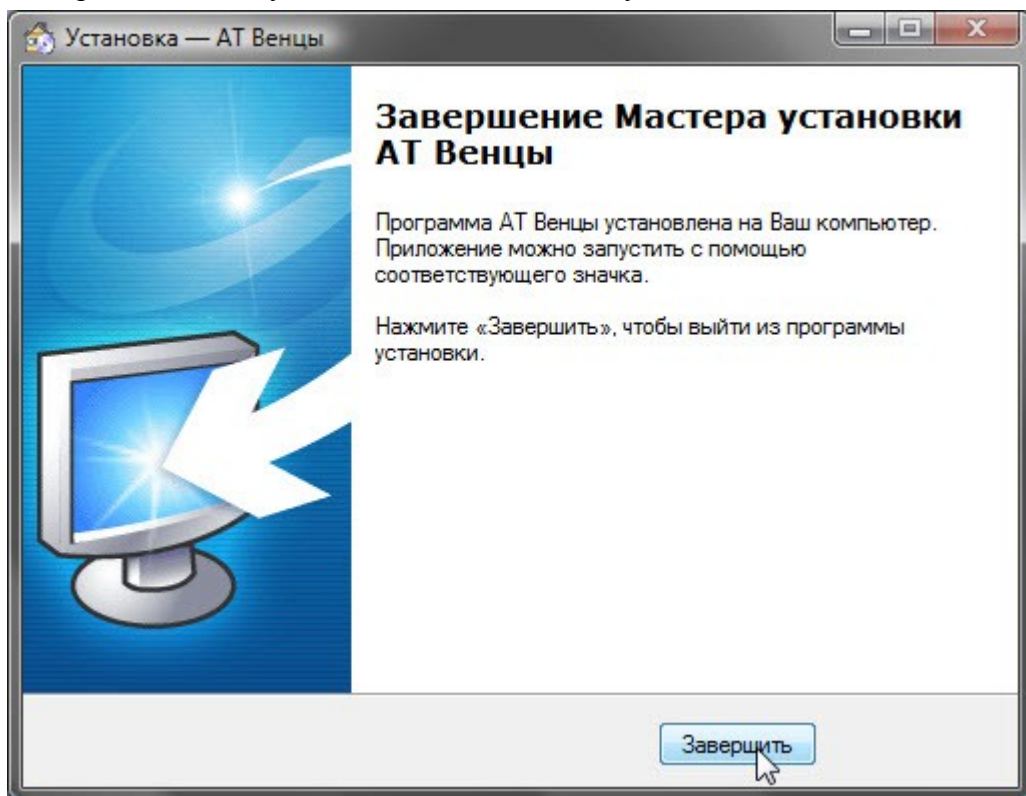 Установка — АТ Венцы
Завершение Мастера установки
АТ Венцы
Программа АТ Венцы установлена на Ваш компьютер.
Приложение можно запустить с помощью
соответствующего значка.
Нажмите «Завершить», чтобы выйти из программы
установки.
Завершить